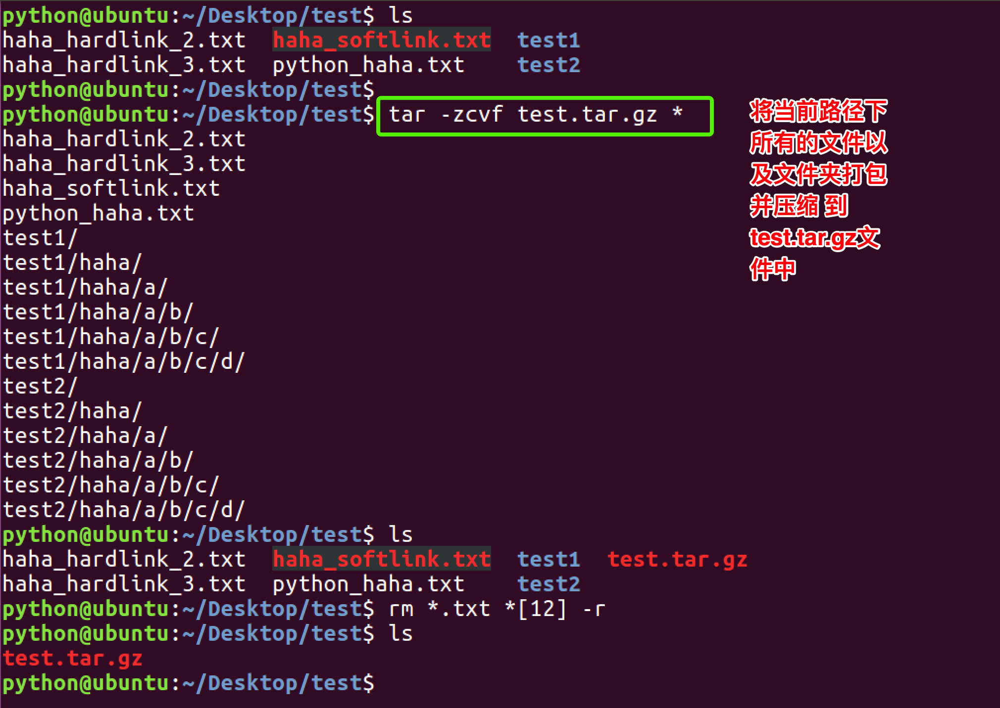 python@ubuntu:~/Desktop/test$ ls
haha_hardlink_2.txt  haha_softlink.txt  test1
haha_hardlink_3.txt  python_haha.txt    test2
python@ubuntu:~/Desktop/test$
python@ubuntu:~/Desktop/test$ tar -zcvf test.tar.gz *
haha_hardlink_2.txt
haha_hardlink_3.txt
haha_softlink.txt
python_haha.txt
test1/
test1/haha/
test1/haha/a/
test1/haha/a/b/
test1/haha/a/b/c/
test1/haha/a/b/c/d/
test2/
test2/haha/
test2/haha/a/
test2/haha/a/b/
test2/haha/a/b/c/
test2/haha/a/b/c/d/
python@ubuntu:~/Desktop/test$ ls
haha_hardlink_2.txt  haha_softlink.txt  test1  test.tar.gz
haha_hardlink_3.txt  python_haha.txt    test2
python@ubuntu:~/Desktop/test$ rm *.txt *[12] -r
python@ubuntu:~/Desktop/test$ ls
test.tar.gz
python@ubuntu:~/Desktop/test$
将当前路径下
所有的文件以
及文件夹打包
并压缩 到
test.tar.gz文
件中